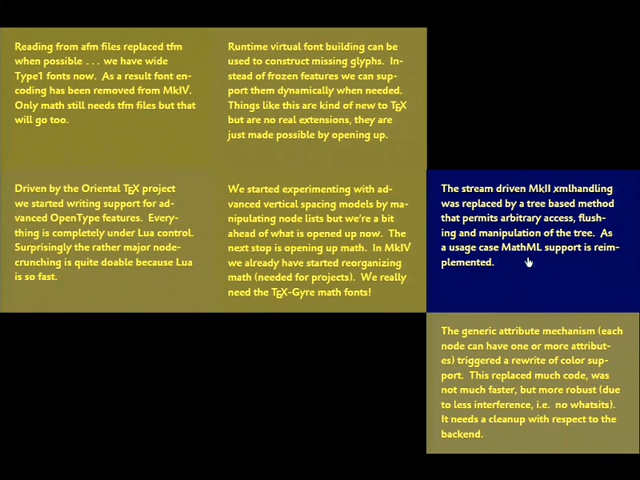 Reading from afm files replaced tfm
when possible ... we have wide
Type1 fonts now. As a result font en-
coding has been removed from MkIV.
Only math still needs tfm files but that
will go too.
Runtime virtual font building can be
used to construct missing glyphs. In-
stead of frozen features we can sup-
port them dynamically when needed.
Things like this are kind of new to TEX
but are no real extensions, they are
just made possible by opening up.
Driven by the Oriental TEX project
we started writing support for ad-
vanced OpenType features. Every-
thing is completely under Lua control.
Surprisingly the rather major node-
crunching is quite doable because Lua
is so fast.
We started experimenting with ad-
vanced vertical spacing models by ma-
nipulating node lists but we're a bit
ahead of what is opened up now. The
next stop is opening up math. In MkIV
we already have started reorganizing
math (needed for projects). We really
need the TEX-Gyre math fonts!
The stream driven MkII xmlhandling
was replaced by a tree based method
that permits arbitrary access, flush-
ing and manipulation of the tree. As
a usage case MathML support is reim-
plemented.
The generic attribute mechanism (each
node can have one or more attribut-
es) triggered a rewrite of color sup-
port. This replaced much code, was
not much faster, but more robust (due
to less interference, i.e. no whatsits).
It needs a cleanup with respect to the
backend.